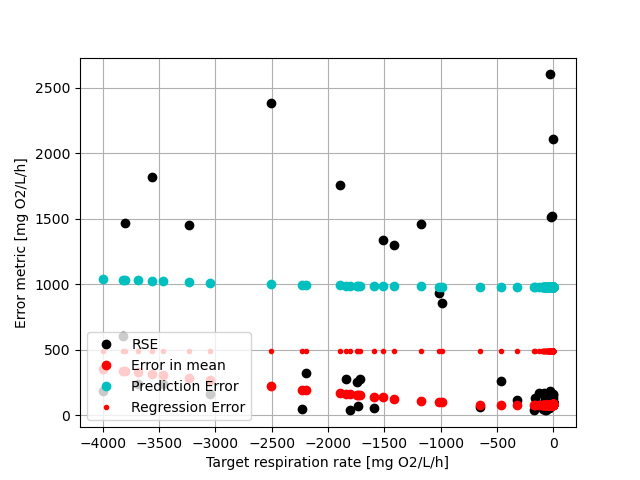 2500
2000
1500
1000
500
0
Error metric [mg O2/L/h]
RSE
Error in mean
Prediction Error
Regression Error
−4000 −3500 −3000 −2500 −2000 −1500 −1000 −500 0
Target respiration rate [mg O2/L/h]